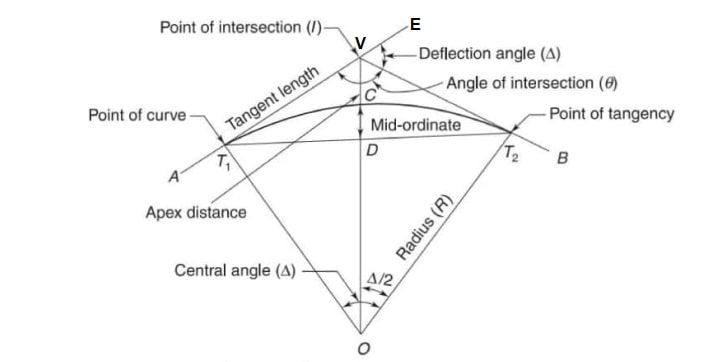 Point of intersection (I)
E
V
Deflection angle (Δ)
Angle of intersection (θ)
Tangent length
C
Point of curve
Point of tangency
Mid-ordinate
D
T₁
T₂
B
A
Apex distance
Radius (R)
Central angle (Δ)
Δ/2
O